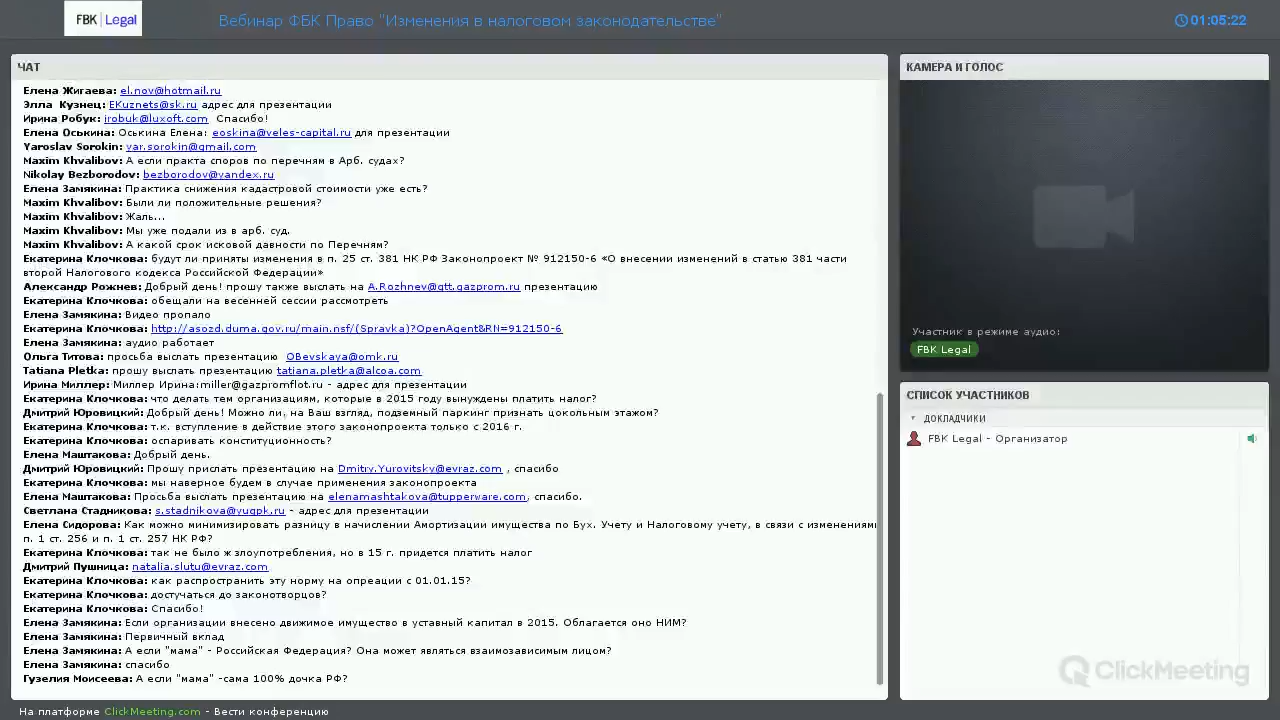 FBK Legal
Вебинар ФБК Право "Изменения в налоговом законодательстве"
01:05:22
ЧАТ
Елена Жигаева: el.nov@hotmail.ru
Элла Кузнец: EKuznets@sk.ru адрес для презентации
Ирина Робук: irobuk@luxoft.com Спасибо!
Елена Оськина: Оськина Елена: eoskina@veles-capital.ru для презентации
Yaroslav Sorokin: yar.sorokin@gmail.com
Maxim Khvalibov: А если практа споров по перечням в Арб. судах?
Nikolay Bezborodov: bezborodov@yandex.ru
Елена Замякина: Практика снижения кадастровой стоимости уже есть?
Maxim Khvalibov: Были ли положительные решения?
Maxim Khvalibov: Жаль...
Maxim Khvalibov: Мы уже подали из в арб. суд.
Maxim Khvalibov: А какой срок исковой давности по Перечням?
Екатерина Клочкова: будут ли приняты изменения в п. 25 ст. 381 НК РФ Законопроект № 912150-6 «О внесении изменений в статью 381 части
второй Налогового кодекса Российской Федерации»
Александр Рожнев: Добрый день! прошу также выслать на A.Rozhnev@gtt.gazprom.ru презентацию
Екатерина Клочкова: обещали на весенней сессии рассмотреть
Елена Замякина: Видео пропало
Екатерина Клочкова: http://asozd.duma.gov.ru/main.nsf/(Spravka)?OpenAgent&RN=912150-6
Елена Замякина: аудио работает
Ольга Титова: просьба выслать презентацию OBevskaya@omk.ru
Tatiana Pletka: прошу выслать презентацию tatiana.pletka@alcoa.com
Ирина Миллер: Миллер Ирина:miller@gazpromflot.ru - адрес для презентации
Екатерина Клочкова: что делать тем организациям, которые в 2015 году вынуждены платить налог?
Дмитрий Юровицкий: Добрый день! Можно ли, на Ваш взгляд, подземный паркинг признать цокольным этажом?
Екатерина Клочкова: т.к. вступление в действие этого законопроекта только с 2016 г.
Екатерина Клочкова: оспаривать конституционность?
Елена Маштакова: Добрый день.
Дмитрий Юровицкий: Прошу прислать презентацию на Dmitry.Yurovitsky@evraz.com , спасибо
Екатерина Клочкова: мы наверное будем в случае применения законопроекта
Елена Маштакова: Просьба выслать презентацию на elenamashtakova@tupperware.com, спасибо.
Светлана Стадникова: s.stadnikova@yugpk.ru - адрес для презентации
Елена Сидорова: Как можно минимизировать разницу в начислении Амортизации имущества по Бух. Учету и Налоговому учету, в связи с изменениями
п. 1 ст. 256 и п. 1 ст. 257 НК РФ?
Екатерина Клочкова: так не было ж злоупотребления, но в 15 г. придется платить налог
Дмитрий Пушница: natalia.slutu@evraz.com
Екатерина Клочкова: как распространить эту норму на опреации с 01.01.15?
Екатерина Клочкова: достучаться до законотворцов?
Екатерина Клочкова: Спасибо!
Елена Замякина: Если организации внесено движимое имущество в уставный капитал в 2015. Облагается оно НИМ?
Елена Замякина: Первичный вклад
Елена Замякина: А если "мама" - Российская Федерация? Она может являться взаимозависимым лицом?
Елена Замякина: спасибо
Гузелия Моисеева: А если "мама" -сама 100% дочка РФ?
КАМЕРА И ГОЛОС
Участник в режиме аудио:
FBK Legal
СПИСОК УЧАСТНИКОВ
ДОКЛАДЧИКИ
FBK Legal - Организатор
ClickMeeting
На платформе ClickMeeting.com - Вести конференцию